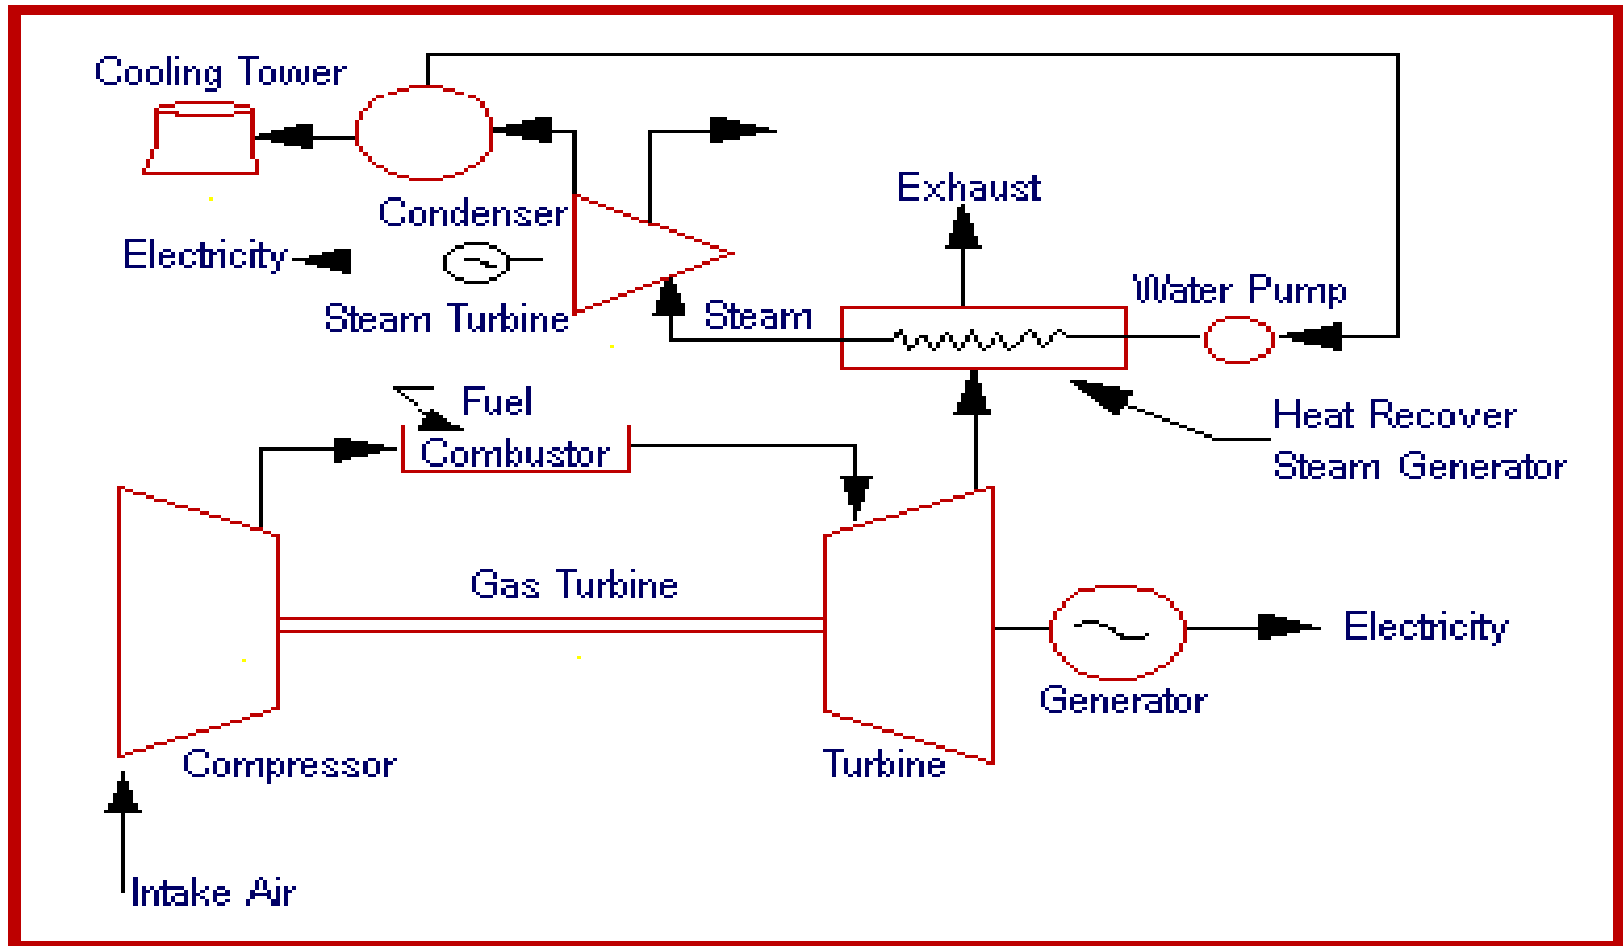 Cooling Tower
Exhaust
Condenser
Electricity
Water Pump
Steam Turbine
Steam
Fuel
Heat Recover
Steam Generator
Combustor
Gas Turbine
Electricity
Generator
Compressor
Turbine
Intake Air